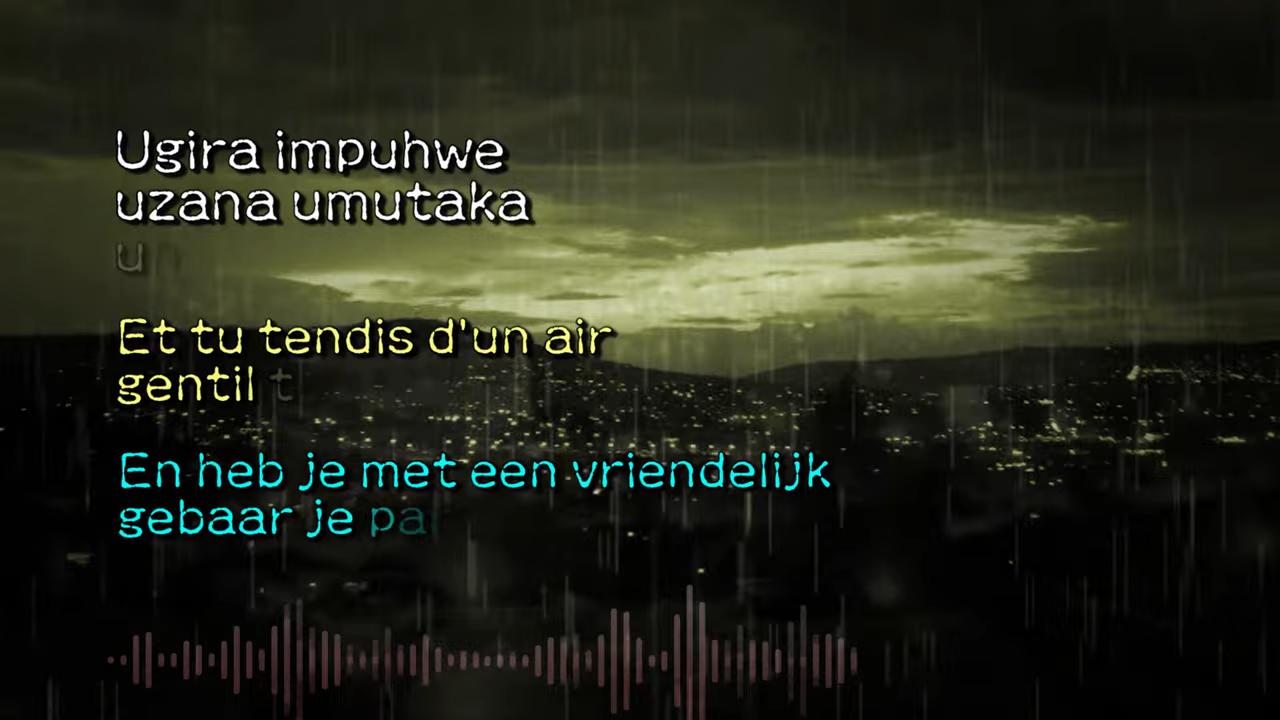 Ugira impuhwe
uzana umutaka
Et tu tendis d'un air
gentil
En heb je met een vriendelijk
gebaar je